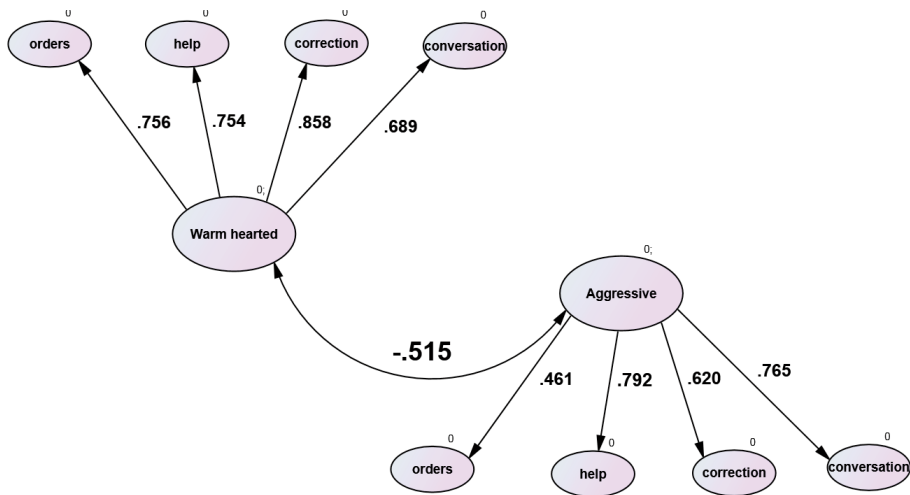 0 0 0 0
orders help correction conversation
.756 .754 .858 .689
0;
Warm hearted
0;
Aggressive
-.515
.461 .792 .620 .765
0 0 0 0
orders help correction conversation